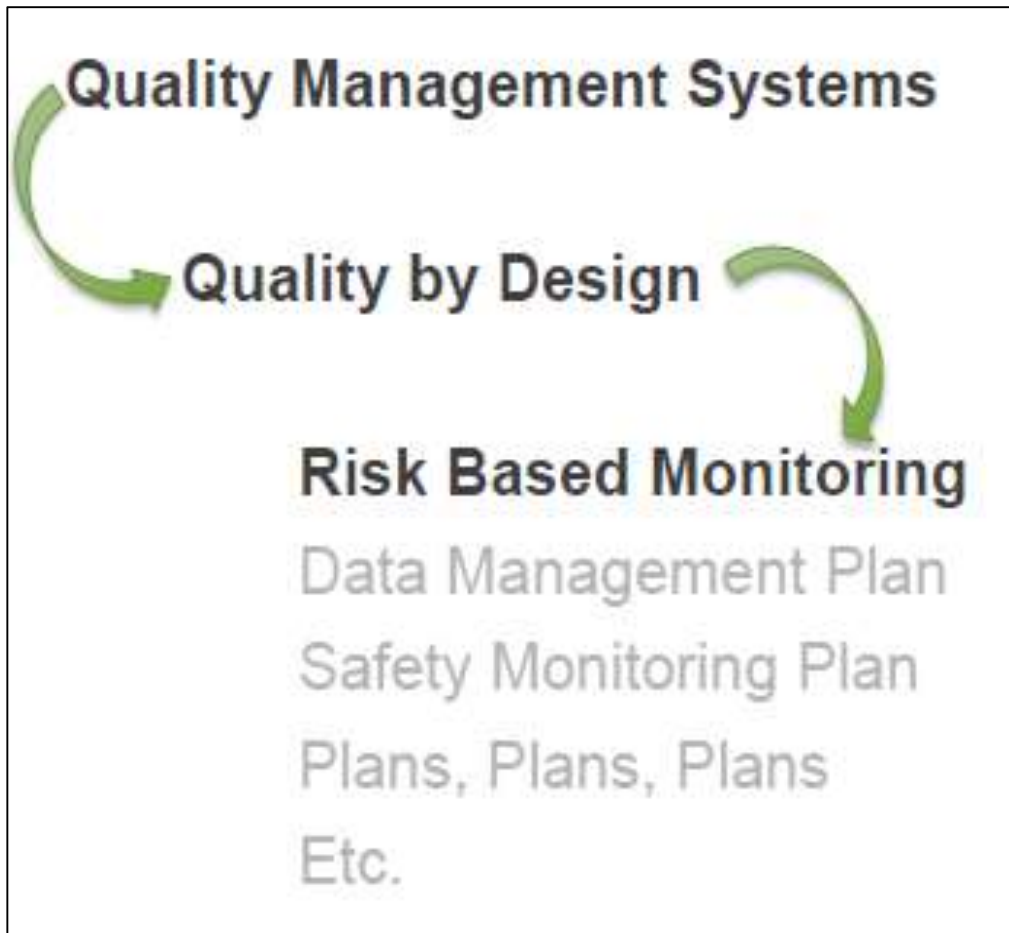 Quality Management Systems
Quality by Design
Risk Based Monitoring
Data Management Plan
Safety Monitoring Plan
Plans, Plans, Plans
Etc.